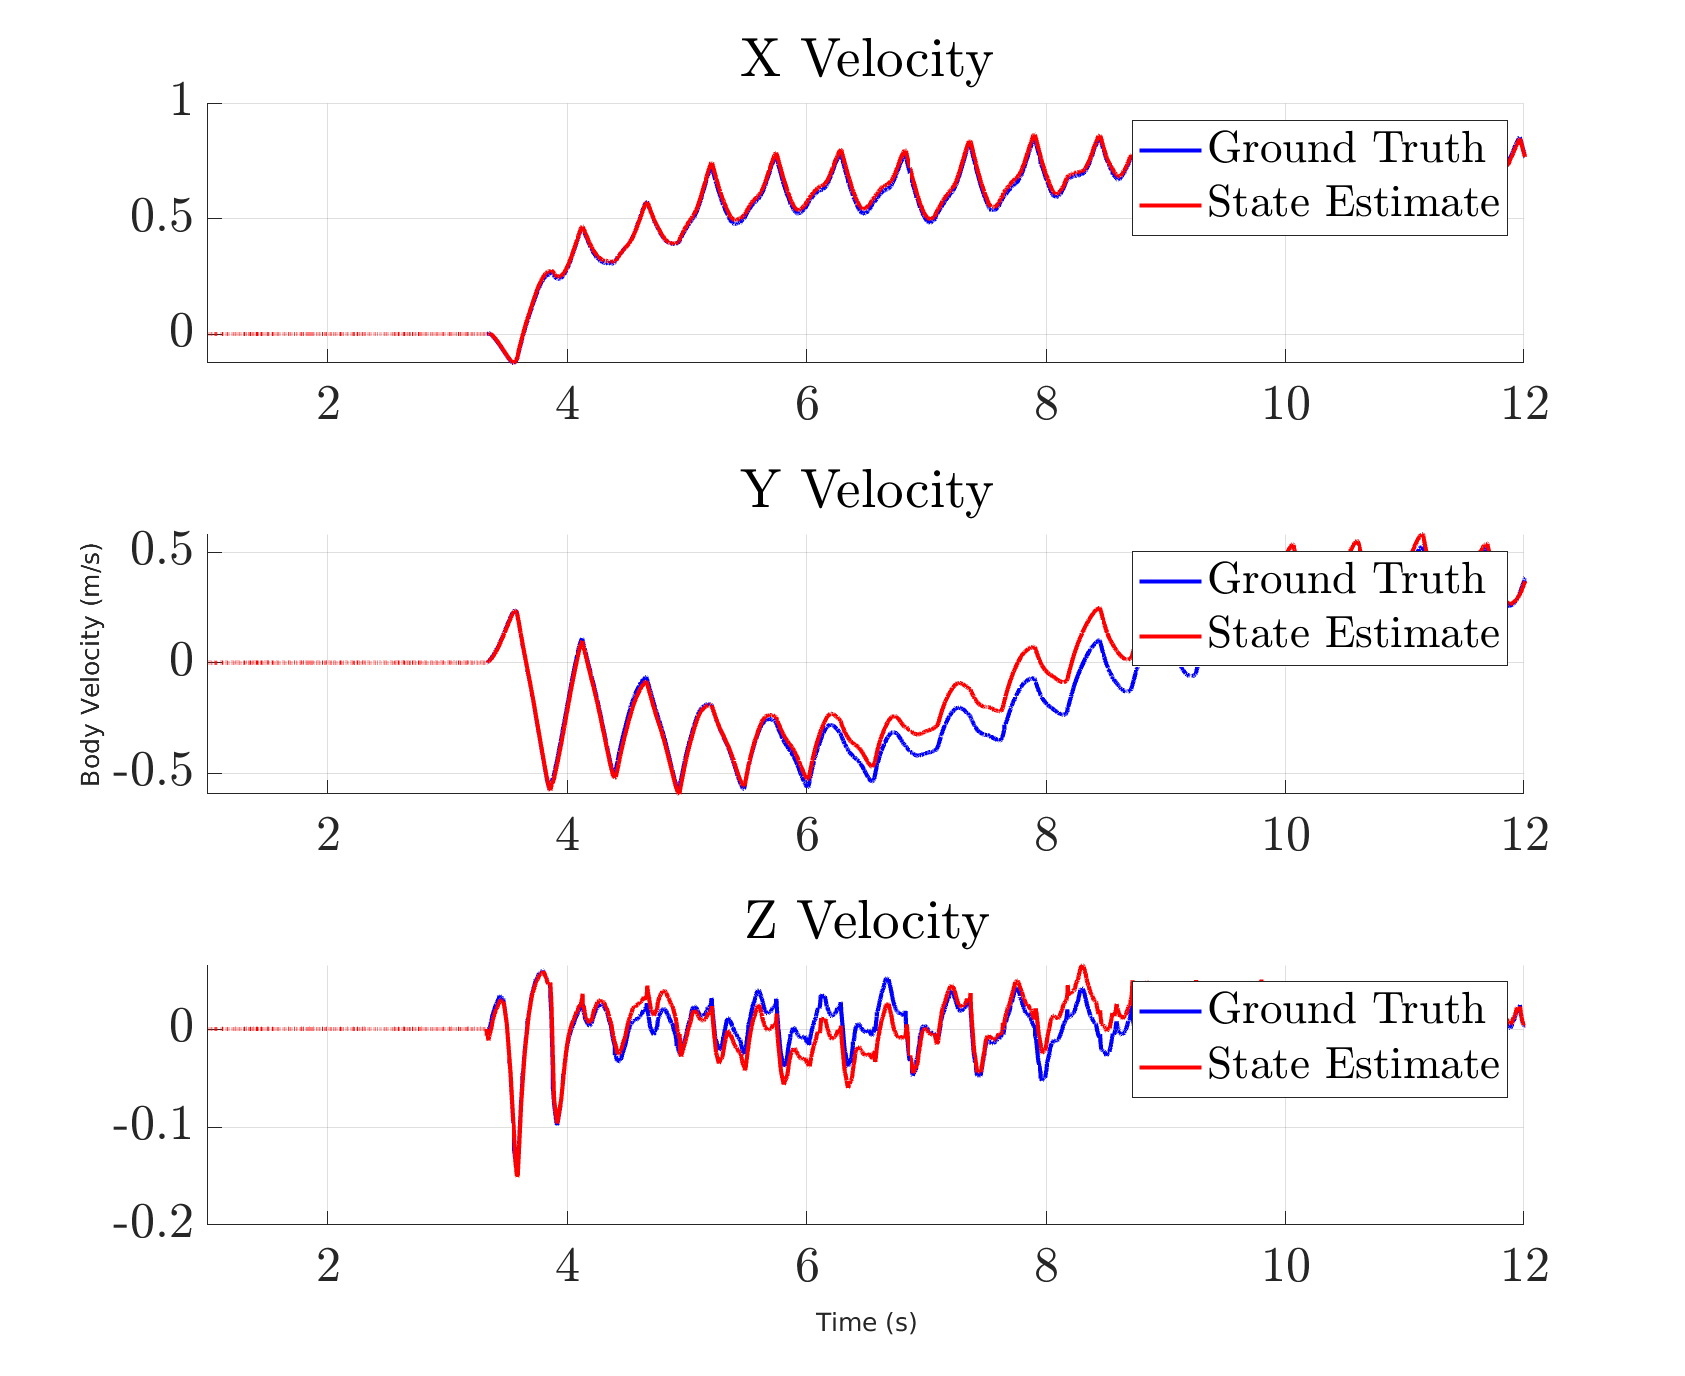 X Velocity
1
0.5
0
2 4 6 8 10 12
Ground Truth
State Estimate
Y Velocity
Body Velocity (m/s)
0.5
0
-0.5
2 4 6 8 10 12
Ground Truth
State Estimate
Z Velocity
0
-0.1
-0.2
2 4 6 8 10 12
Ground Truth
State Estimate
Time (s)